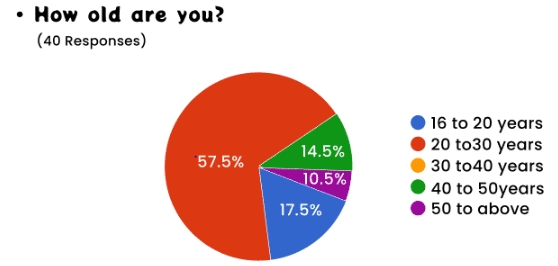 • How old are you?
(40 Responses)
57.5%
14.5%
10.5%
17.5%
16 to 20 years
20 to30 years
30 to40 years
40 to 50years
50 to above